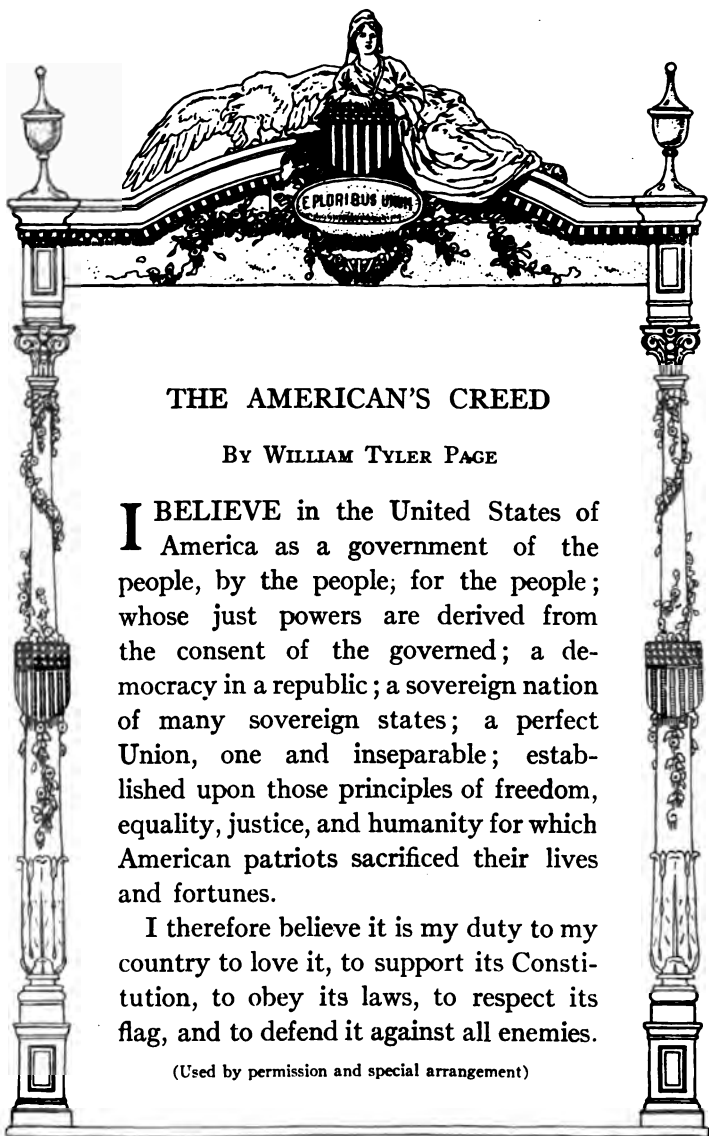 E PLURIBUS UNUM
THE AMERICAN'S CREED
By William Tyler Page
I BELIEVE in the United States of
America as a government of the
people, by the people, for the people;
whose just powers are derived from
the consent of the governed; a de-
mocracy in a republic; a sovereign nation
of many sovereign states; a perfect
Union, one and inseparable; estab-
lished upon those principles of freedom,
equality, justice, and humanity for which
American patriots sacrificed their lives
and fortunes.
I therefore believe it is my duty to my
country to love it, to support its Consti-
tution, to obey its laws, to respect its
flag, and to defend it against all enemies.
(Used by permission and special arrangement)